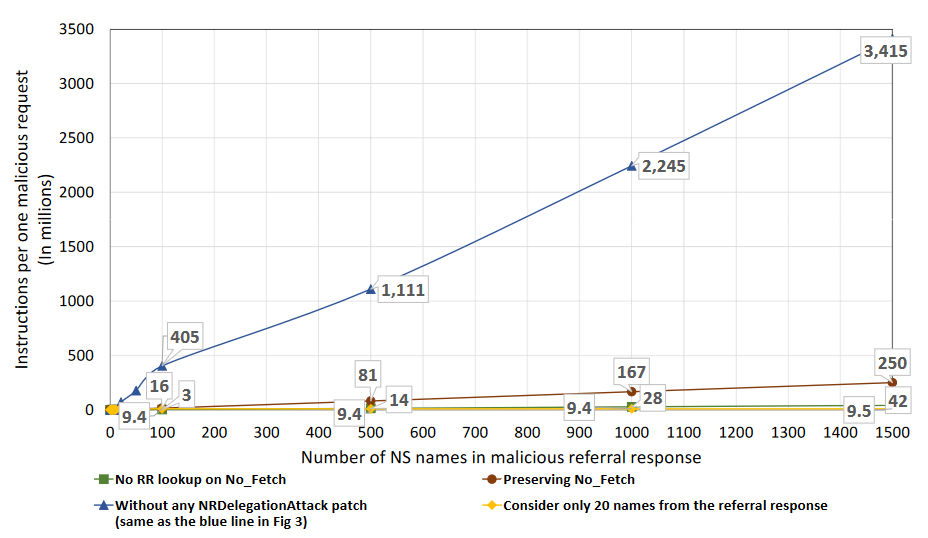 3500
3000
2500
2000
1500
1000
500
0
Instructions per one malicious request
(In millions)
3,415
2,245
1,111
405
16
3
9.4
81
14
9.4
167
28
9.4
250
42
9.5
0 100 200 300 400 500 600 700 800 900 1000 1100 1200 1300 1400 1500
Number of NS names in malicious referral response
No RR lookup on No_Fetch
Preserving No_Fetch
Without any NRDelegationAttack patch
(same as the blue line in Fig 3)
Consider only 20 names from the referral response